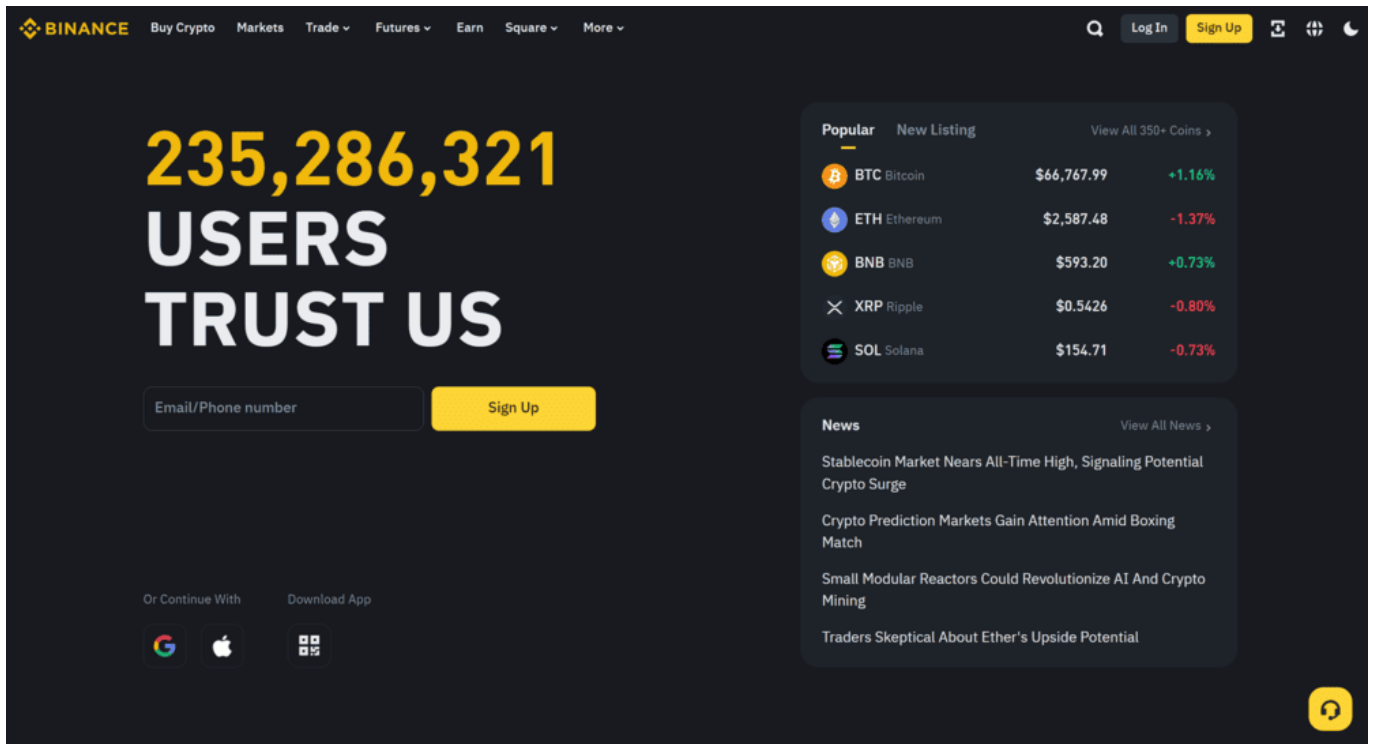 BINANCE Buy Crypto Markets Trade Futures Earn Square More Log In Sign Up
235,286,321
USERS
TRUST US
Email/Phone number Sign Up
Or Continue With Download App
Popular New Listing View All 350+ Coins
BTC Bitcoin $66,767.99 +1.16%
ETH Ethereum $2,587.48 -1.37%
BNB BNB $593.20 +0.73%
XRP Ripple $0.5426 -0.80%
SOL Solana $154.71 -0.73%
News View All News
Stablecoin Market Nears All-Time High, Signaling Potential
Crypto Surge
Crypto Prediction Markets Gain Attention Amid Boxing
Match
Small Modular Reactors Could Revolutionize AI And Crypto
Mining
Traders Skeptical About Ether's Upside Potential